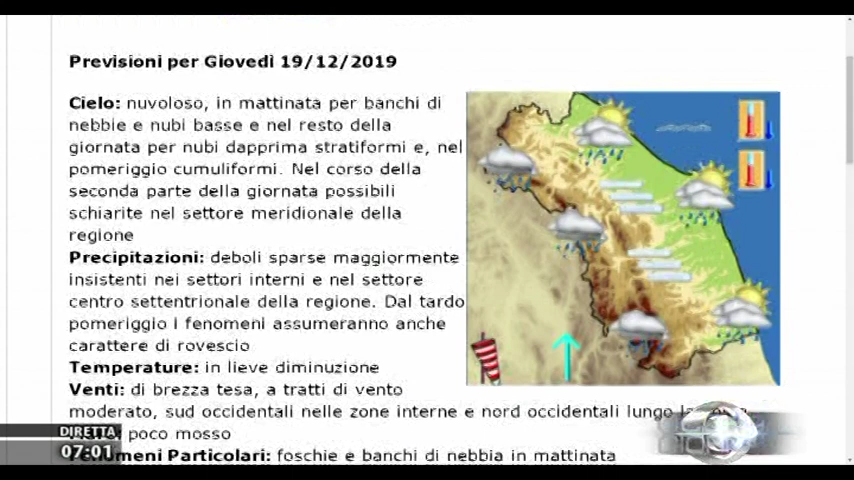 Previsioni per Giovedì 19/12/2019
Cielo: nuvoloso, in mattinata per banchi di
nebbie e nubi basse e nel resto della
giornata per nubi dapprima stratiformi e, nel
pomeriggio cumuliformi. Nel corso della
seconda parte della giornata possibili
schiarite nel settore meridionale della
regione
Precipitazioni: deboli sparse maggiormente
insistenti nei settori interni e nel settore
centro settentrionale della regione. Dal tardo
pomeriggio i fenomeni assumeranno anche
carattere di rovescio
Temperature: in lieve diminuzione
Venti: di brezza tesa, a tratti di vento
moderato, sud occidentali nelle zone interne e nord occidentali lungo la
poco mosso
Fenomeni Particolari: foschie e banchi di nebbia in mattinata
DIRETTA
07:01